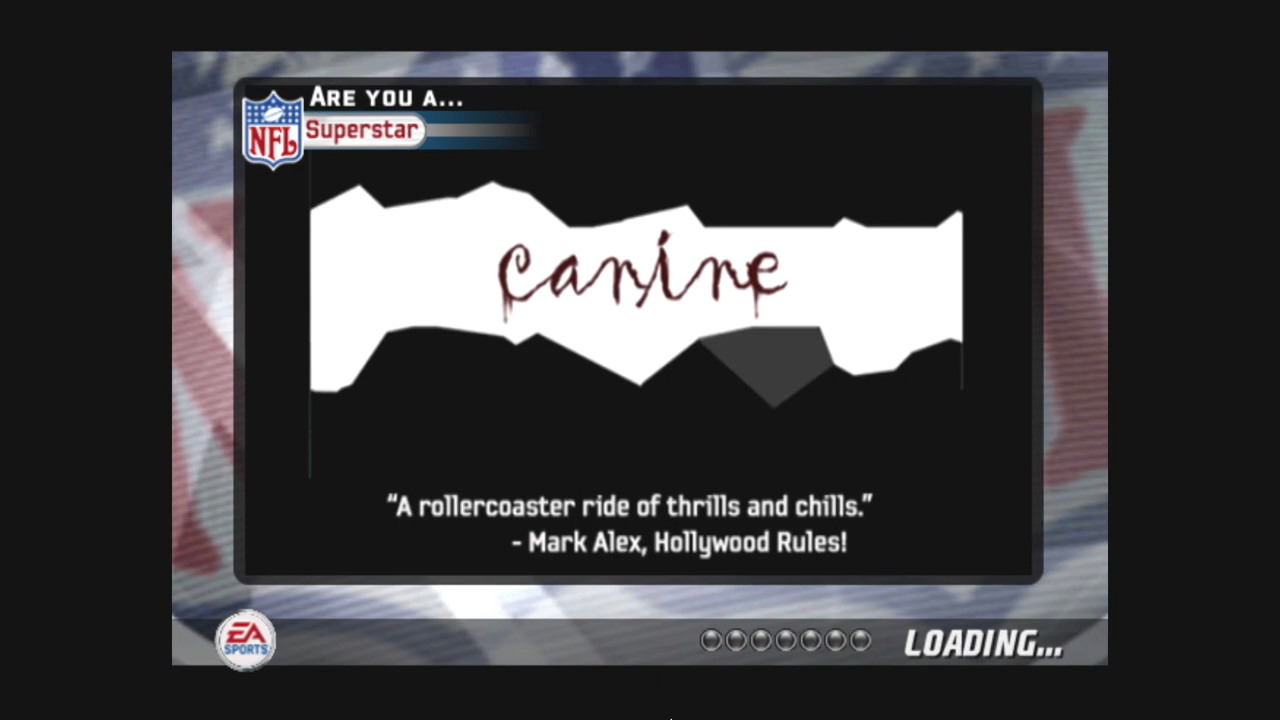 ARE YOU A...
NFL
Superstar
canine
“A rollercoaster ride of thrills and chills.”
- Mark Alex, Hollywood Rules!
EA
SPORTS
LOADING...